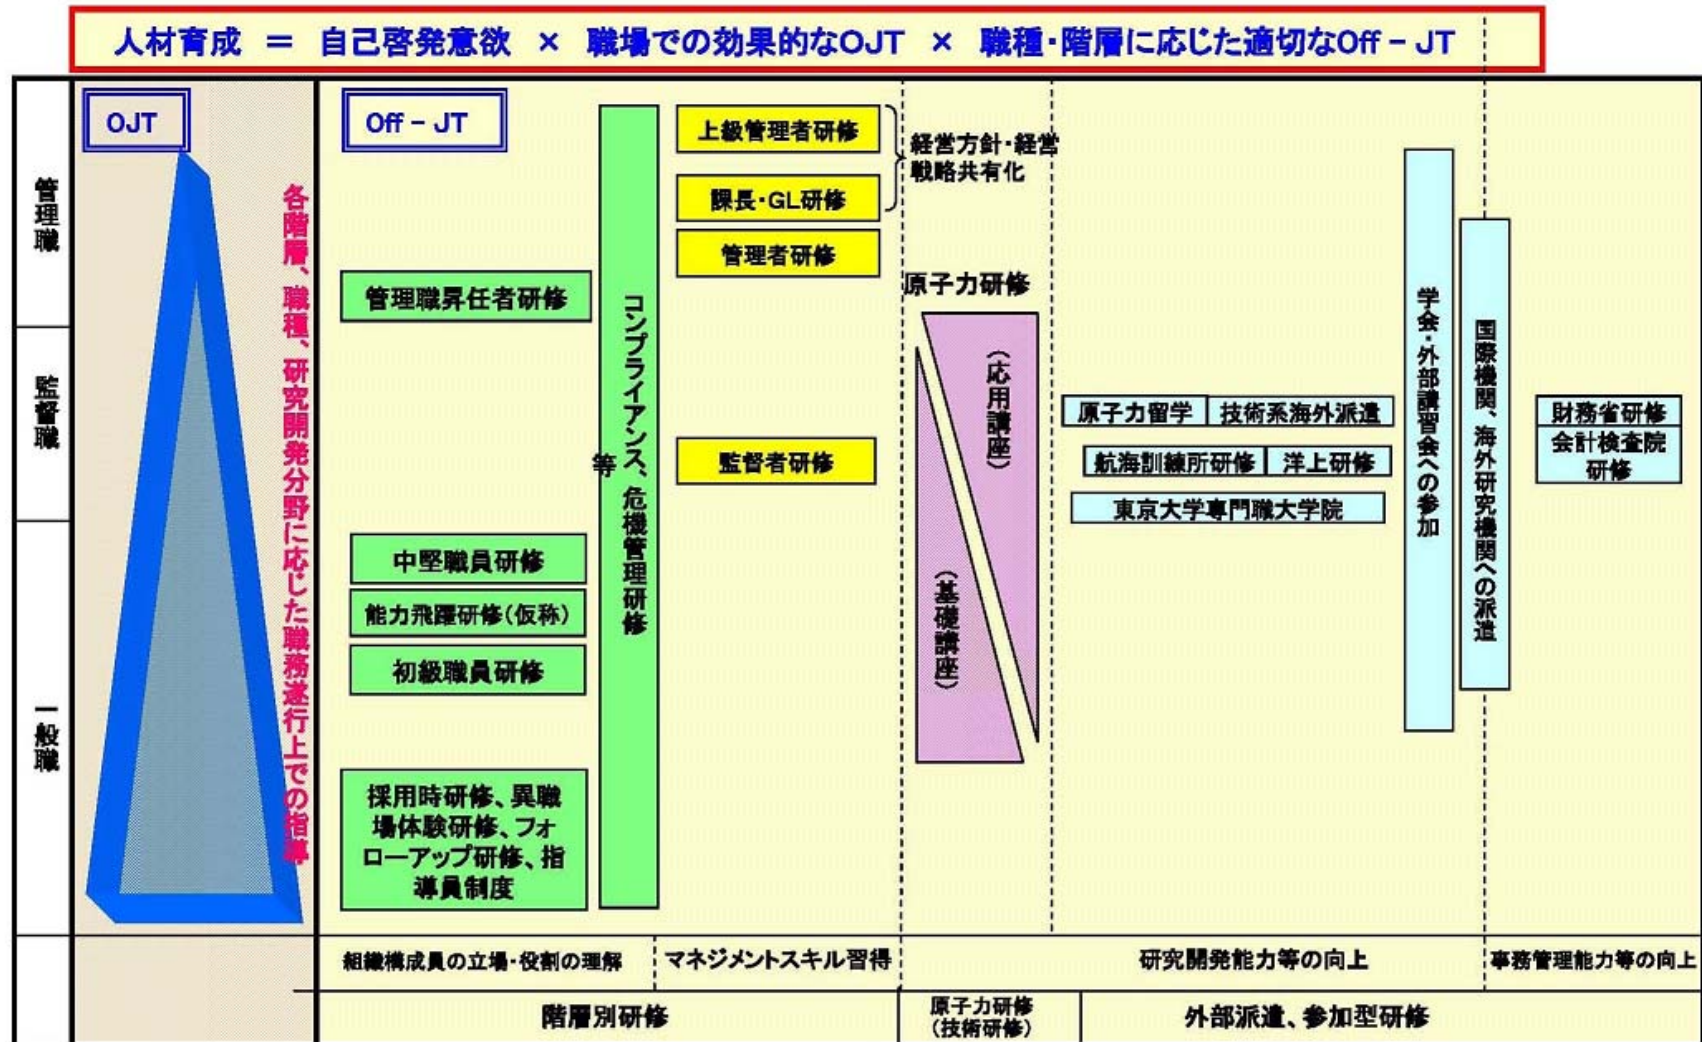 人材育成 ＝ 自己啓発意欲 × 職場での効果的なOJT × 職種・階層に応じた適切なOff－JT
管理職
監督職
一般職
OJT
各階層、職種、研究開発分野に応じた職務遂行上での指導
Off－JT
管理職昇任者研修
中堅職員研修
能力飛躍研修(仮称)
初級職員研修
採用時研修、異職
場体験研修、フォ
ローアップ研修、指
導員制度
コンプライアンス、危機管理研修
等
上級管理者研修
課長・GL研修
管理者研修
監督者研修
経営方針・経営
戦略共有化
原子力研修
（応用講座）
（基礎講座）
原子力留学
技術系海外派遣
航海訓練所研修
洋上研修
東京大学専門職大学院
学会・外部講習会への参加
国際機関、海外研究機関への派遣
財務省研修
会計検査院
研修
組織構成員の立場・役割の理解
マネジメントスキル習得
研究開発能力等の向上
事務管理能力等の向上
階層別研修
原子力研修
（技術研修）
外部派遣、参加型研修